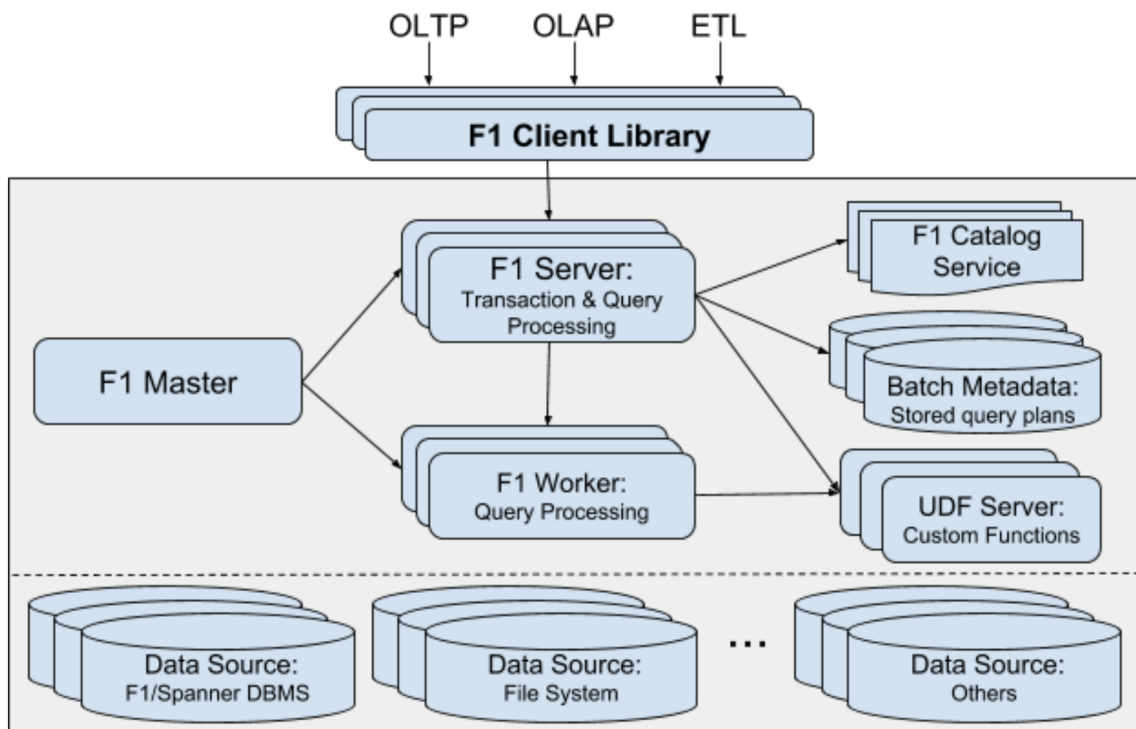 OLTP
OLAP
ETL
F1 Client Library
F1 Server:
Transaction & Query
Processing
F1 Catalog
Service
F1 Master
Batch Metadata:
Stored query plans
F1 Worker:
Query Processing
UDF Server:
Custom Functions
Data Source:
F1/Spanner DBMS
Data Source:
File System
...
Data Source:
Others